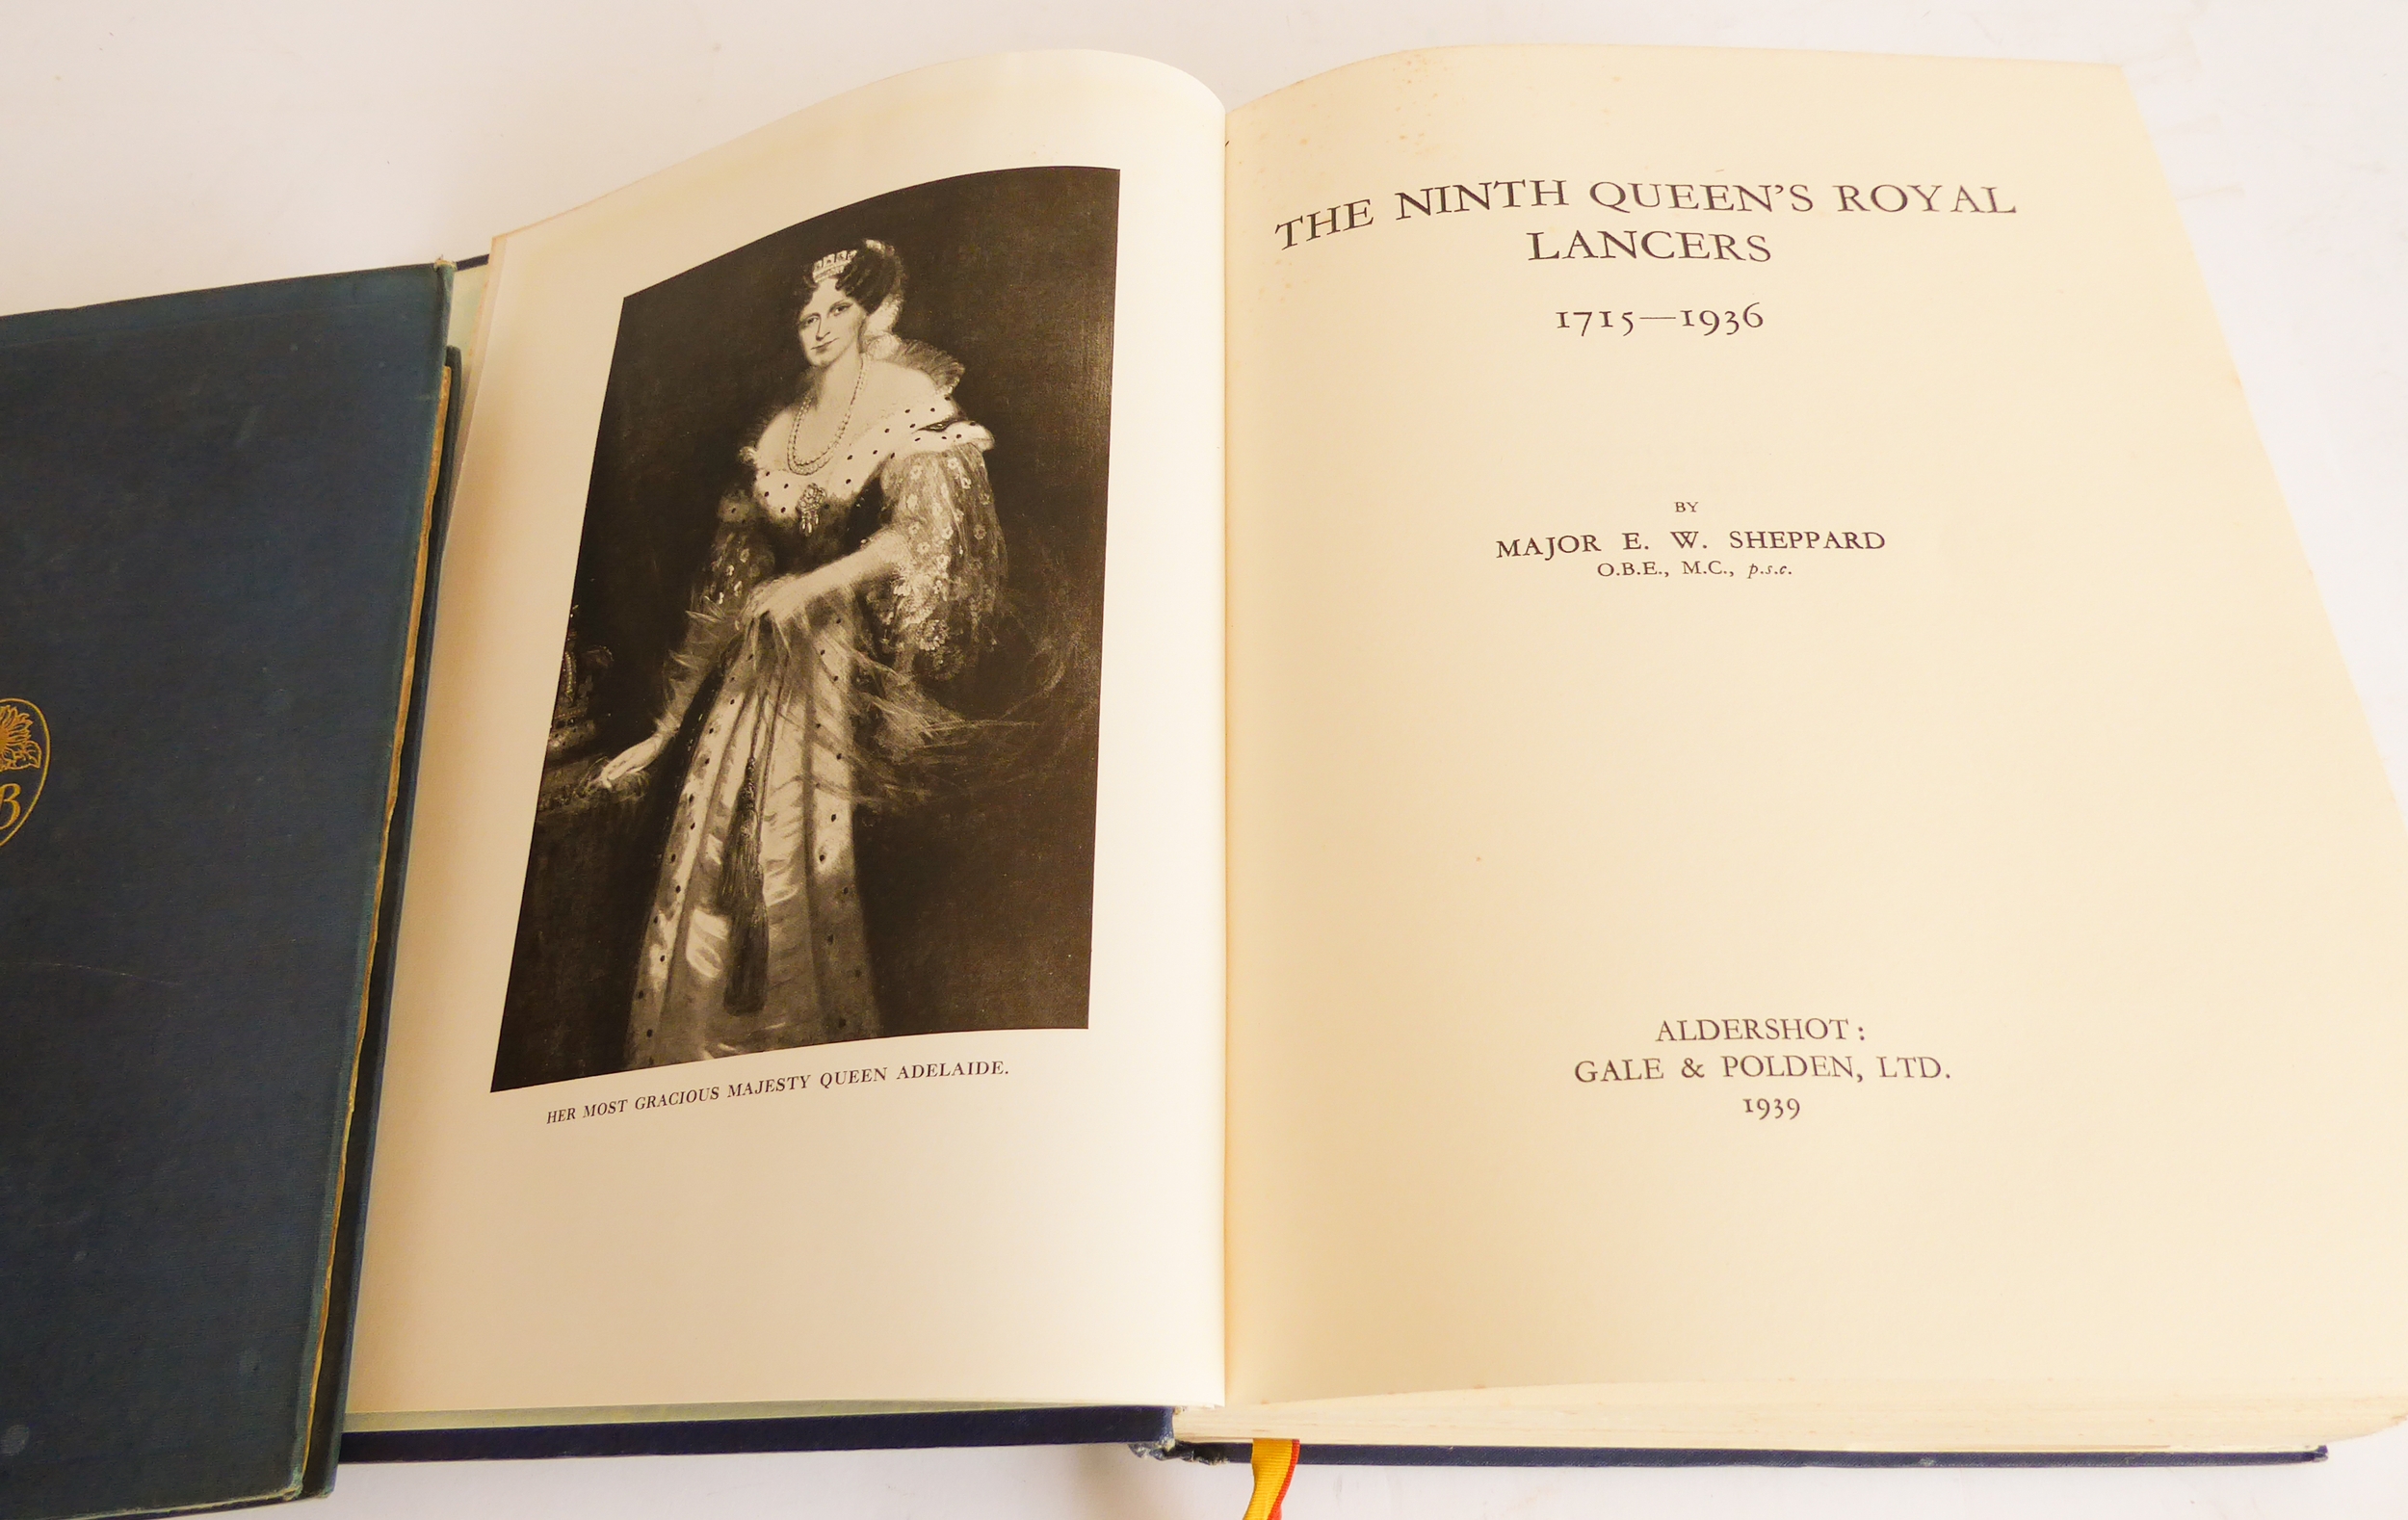 B
HER MOST GRACIOUS MAJESTY QUEEN ADELAIDE.
THE NINTH QUEEN'S ROYAL
LANCERS
1715—1936
BY
MAJOR E. W. SHEPPARD
O.B.E., M.C., p.s.c.
ALDERSHOT:
GALE & POLDEN, LTD.
1939